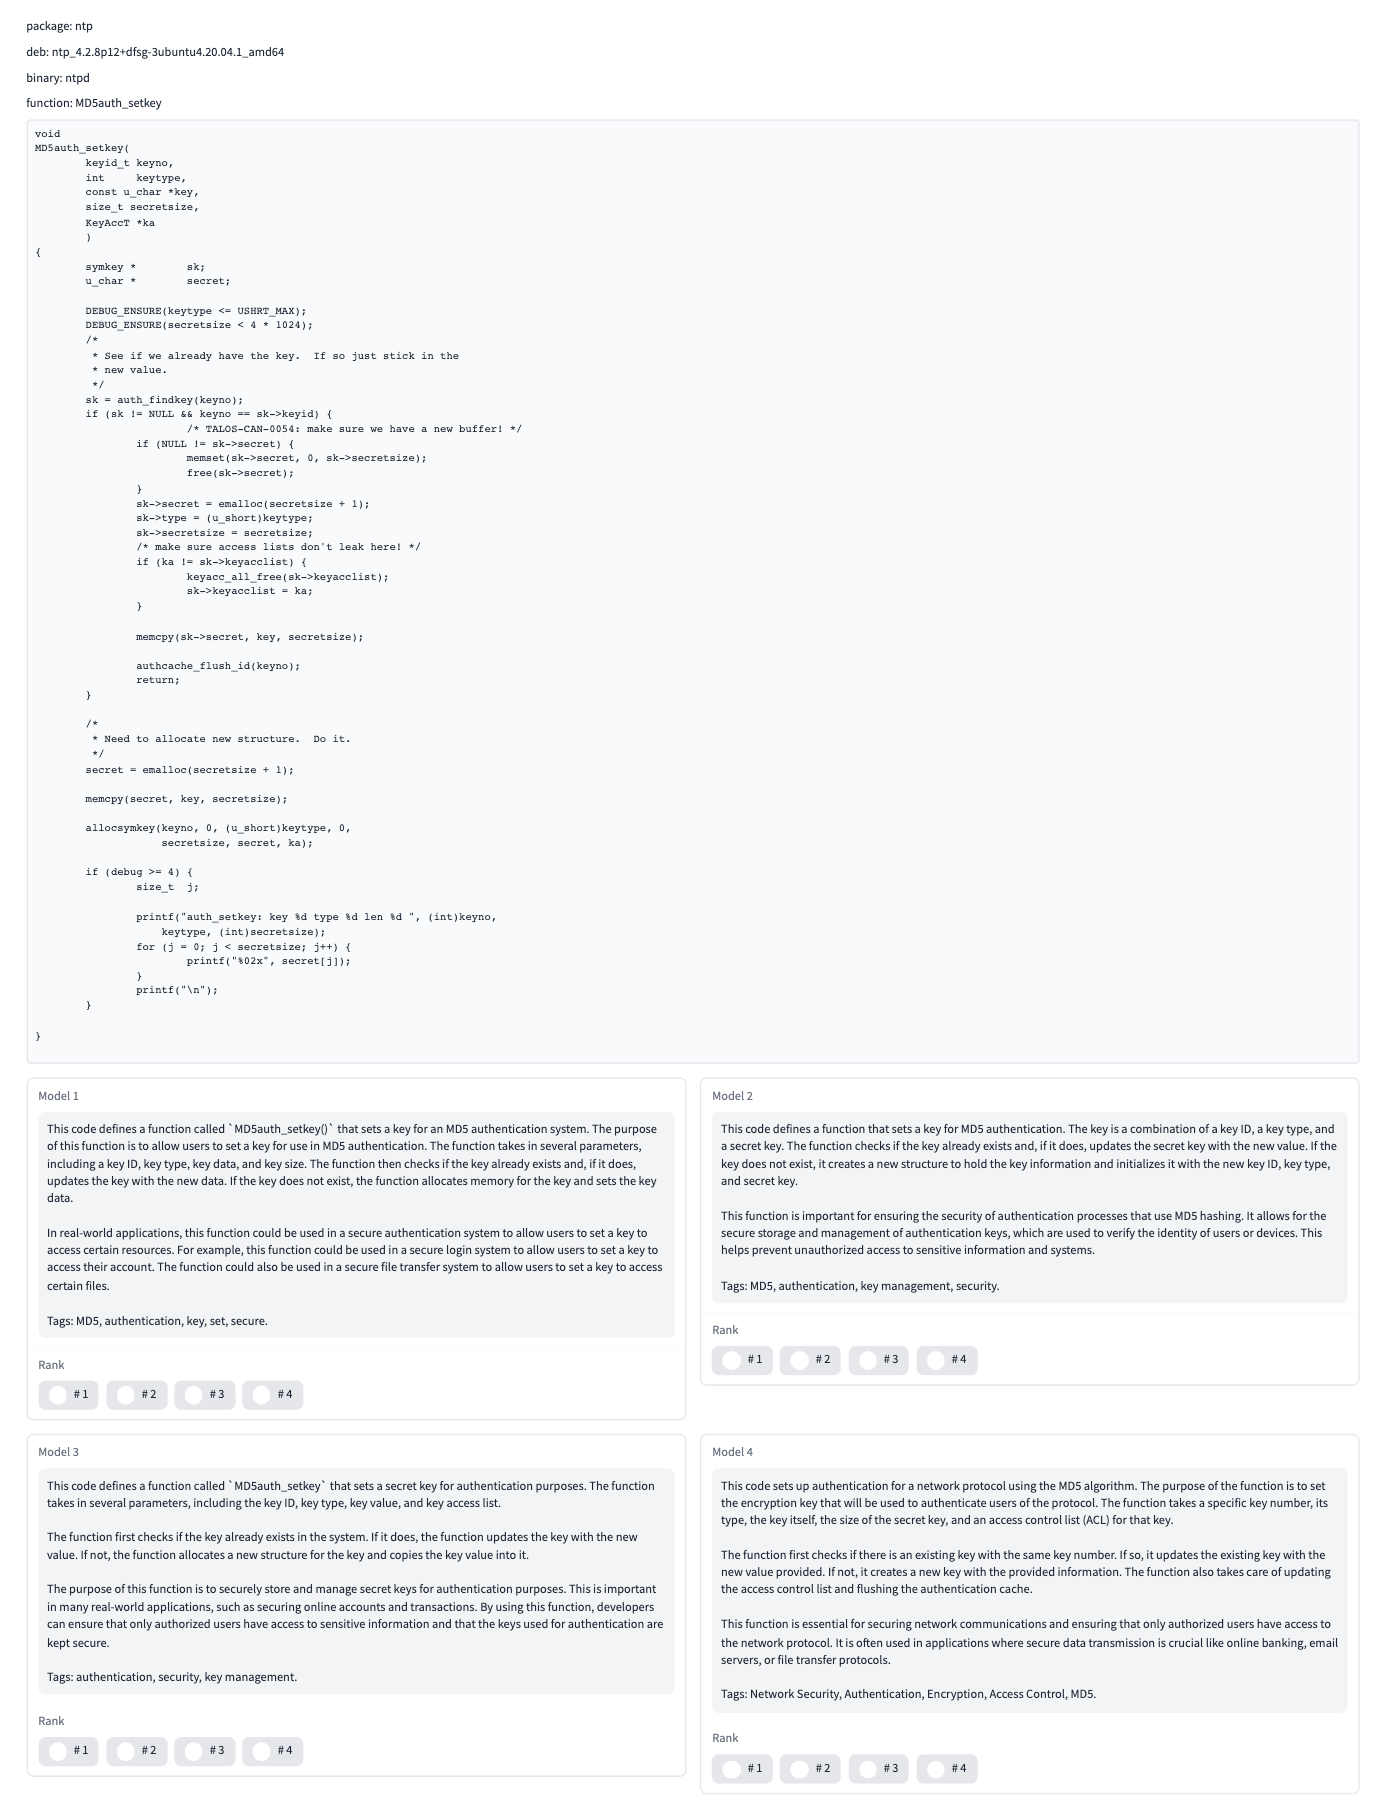 package: ntp
deb: ntp_4.2.8p12+dfsg-3ubuntu4.20.04.1_amd64
binary: ntpd
function: MD5auth_setkey
void
MD5auth_setkey(
        keyid_t keyno,
        int     keytype,
        const u_char *key,
        size_t secretsize,
        KeyAccT *ka
        )
{
        symkey *        sk;
        u_char *        secret;

        DEBUG_ENSURE(keytype <= USHRT_MAX);
        DEBUG_ENSURE(secretsize < 4 * 1024);
        /*
         * See if we already have the key.  If so just stick in the
         * new value.
         */
        sk = auth_findkey(keyno);
        if (sk != NULL && keyno == sk->keyid) {
                        /* TALOS-CAN-0054: make sure we have a new buffer! */
                if (NULL != sk->secret) {
                        memset(sk->secret, 0, sk->secretsize);
                        free(sk->secret);
                }
                sk->secret = emalloc(secretsize + 1);
                sk->type = (u_short)keytype;
                sk->secretsize = secretsize;
                /* make sure access lists don't leak here! */
                if (ka != sk->keyacclist) {
                        keyacc_all_free(sk->keyacclist);
                        sk->keyacclist = ka;
                }

                memcpy(sk->secret, key, secretsize);

                authcache_flush_id(keyno);
                return;
        }

        /*
         * Need to allocate new structure.  Do it.
         */
        secret = emalloc(secretsize + 1);

        memcpy(secret, key, secretsize);

        allocsymkey(keyno, 0, (u_short)keytype, 0,
                    secretsize, secret, ka);

        if (debug >= 4) {
                size_t  j;

                printf("auth_setkey: key %d type %d len %d ", (int)keyno,
                    keytype, (int)secretsize);
                for (j = 0; j < secretsize; j++) {
                        printf("%02x", secret[j]);
                }
                printf("\n");
        }

}
Model 1
This code defines a function called `MD5auth_setkey()` that sets a key for an MD5 authentication system. The purpose
of this function is to allow users to set a key for use in MD5 authentication. The function takes in several parameters,
including a key ID, key type, key data, and key size. The function then checks if the key already exists and, if it does,
updates the key with the new data. If the key does not exist, the function allocates memory for the key and sets the key
data.
In real-world applications, this function could be used in a secure authentication system to allow users to set a key to
access certain resources. For example, this function could be used in a secure login system to allow users to set a key to
access their account. The function could also be used in a secure file transfer system to allow users to set a key to access
certain files.
Tags: MD5, authentication, key, set, secure.
Rank
#1 #2 #3 #4
Model 2
This code defines a function that sets a key for MD5 authentication. The key is a combination of a key ID, a key type, and
a secret key. The function checks if the key already exists and, if it does, updates the secret key with the new value. If the
key does not exist, it creates a new structure to hold the key information and initializes it with the new key ID, key type,
and secret key.
This function is important for ensuring the security of authentication processes that use MD5 hashing. It allows for the
secure storage and management of authentication keys, which are used to verify the identity of users or devices. This
helps prevent unauthorized access to sensitive information and systems.
Tags: MD5, authentication, key management, security.
Rank
#1 #2 #3 #4
Model 3
This code defines a function called `MD5auth_setkey` that sets a secret key for authentication purposes. The function
takes in several parameters, including the key ID, key type, key value, and key access list.
The function first checks if the key already exists in the system. If it does, the function updates the key with the new
value. If not, the function allocates a new structure for the key and copies the key value into it.
The purpose of this function is to securely store and manage secret keys for authentication purposes. This is important
in many real-world applications, such as securing online accounts and transactions. By using this function, developers
can ensure that only authorized users have access to sensitive information and that the keys used for authentication are
kept secure.
Tags: authentication, security, key management.
Rank
#1 #2 #3 #4
Model 4
This code sets up authentication for a network protocol using the MD5 algorithm. The purpose of the function is to set
the encryption key that will be used to authenticate users of the protocol. The function takes a specific key number, its
type, the key itself, the size of the secret key, and an access control list (ACL) for that key.
The function first checks if there is an existing key with the same key number. If so, it updates the existing key with the
new value provided. If not, it creates a new key with the provided information. The function also takes care of updating
the access control list and flushing the authentication cache.
This function is essential for securing network communications and ensuring that only authorized users have access to
the network protocol. It is often used in applications where secure data transmission is crucial like online banking, email
servers, or file transfer protocols.
Tags: Network Security, Authentication, Encryption, Access Control, MD5.
Rank
#1 #2 #3 #4